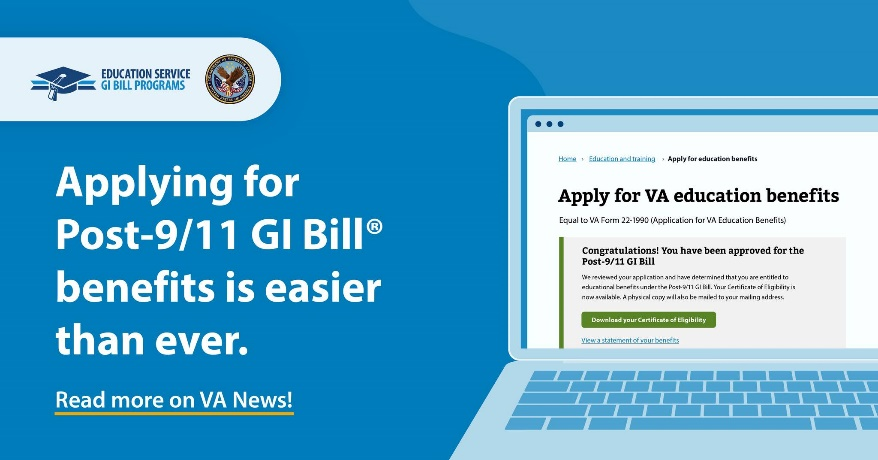 EDUCATION SERVICE
GI BILL PROGRAMS
Applying for
Post-9/11 GI Bill®
benefits is easier
than ever.
Read more on VA News!
Home › Education and training › Apply for education benefits
Apply for VA education benefits
Equal to VA Form 22-1990 (Application for VA Education Benefits)
Congratulations! You have been approved for the
Post-9/11 GI Bill
We reviewed your application and have determined that you are entitled to
educational benefits under the Post-9/11 GI Bill. Your Certificate of Eligibility is
now available. A physical copy will also be mailed to your mailing address.
Download your Certificate of Eligibility
View a statement of your benefits